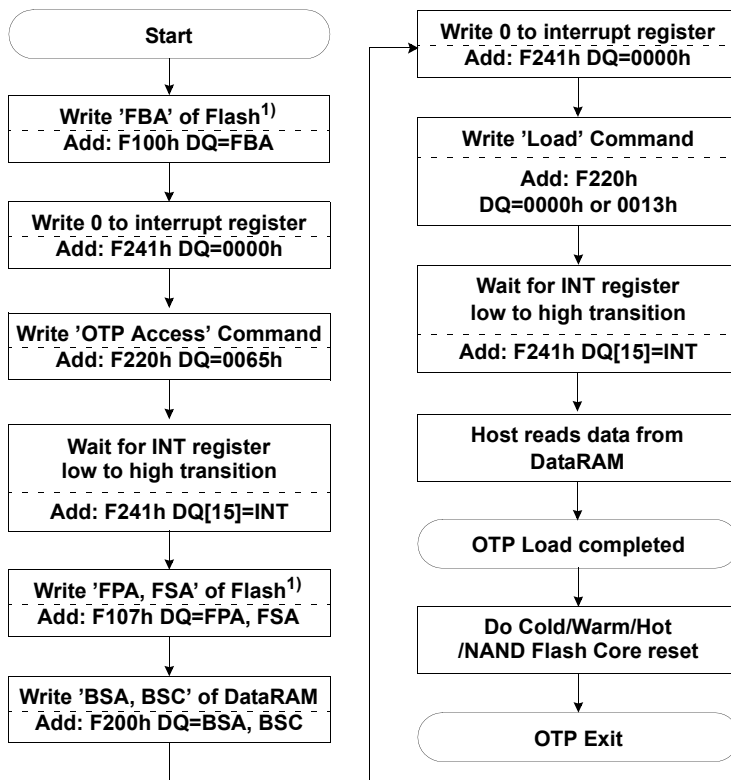 Start
Write ’FBA’ of Flash1)
Add: F100h DQ=FBA
Write 0 to interrupt register
Add: F241h DQ=0000h
Write ’OTP Access’ Command
Add: F220h DQ=0065h
Wait for INT register
low to high transition
Add: F241h DQ[15]=INT
Write ’FPA, FSA’ of Flash1)
Add: F107h DQ=FPA, FSA
Write ’BSA, BSC’ of DataRAM
Add: F200h DQ=BSA, BSC
Write 0 to interrupt register
Add: F241h DQ=0000h
Write ’Load’ Command
Add: F220h
DQ=0000h or 0013h
Wait for INT register
low to high transition
Add: F241h DQ[15]=INT
Host reads data from
DataRAM
OTP Load completed
Do Cold/Warm/Hot
/NAND Flash Core reset
OTP Exit